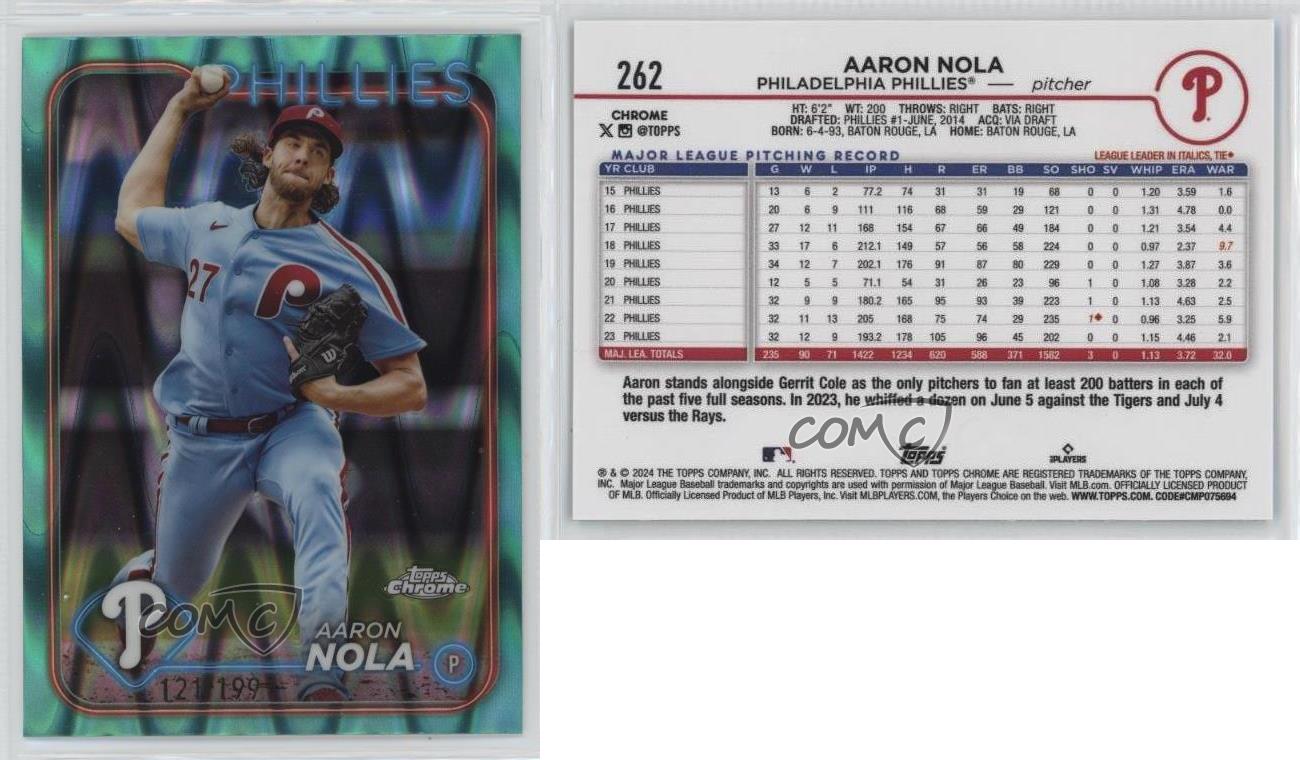 PHILLIES
27
P
W
Wilson
Topps
Chrome
P
COMC
AARON
NOLA
P
121/199
262
AARON NOLA
PHILADELPHIA PHILLIES® — pitcher
P
CHROME
X @TOPPS
HT: 6'2" WT: 200 THROWS: RIGHT BATS: RIGHT
DRAFTED: PHILLIES #1-JUNE, 2014 ACQ: VIA DRAFT
BORN: 6-4-93, BATON ROUGE, LA HOME: BATON ROUGE, LA
MAJOR LEAGUE PITCHING RECORD LEAGUE LEADER IN ITALICS, TIE♦
YR CLUB G W L IP H R ER BB SO SHO SV WHIP ERA WAR
15 PHILLIES 13 6 2 77.2 74 31 31 19 68 0 0 1.20 3.59 1.6
16 PHILLIES 20 6 9 111 116 68 59 29 121 0 0 1.31 4.78 0.0
17 PHILLIES 27 12 11 168 154 67 66 49 184 0 0 1.21 3.54 4.4
18 PHILLIES 33 17 6 212.1 149 57 56 58 224 0 0 0.97 2.37 9.7
19 PHILLIES 34 12 7 202.1 176 91 87 80 229 0 0 1.27 3.87 3.6
20 PHILLIES 12 5 5 71.1 54 31 26 23 96 1 0 1.08 3.28 2.2
21 PHILLIES 32 9 9 180.2 165 95 93 39 223 1 0 1.13 4.63 2.5
22 PHILLIES 32 11 13 205 168 75 74 29 235 1♦ 0 0.96 3.25 5.9
23 PHILLIES 32 12 9 193.2 178 105 96 45 202 0 0 1.15 4.46 2.1
MAJ. LEA. TOTALS 235 90 71 1422 1234 620 588 371 1582 3 0 1.13 3.72 32.0
Aaron stands alongside Gerrit Cole as the only pitchers to fan at least 200 batters in each of
the past five full seasons. In 2023, he whiffed a dozen on June 5 against the Tigers and July 4
versus the Rays.
COMC
Topps
PLAYERS
® & © 2024 THE TOPPS COMPANY, INC. ALL RIGHTS RESERVED. TOPPS AND TOPPS CHROME ARE REGISTERED TRADEMARKS OF THE TOPPS COMPANY,
INC. Major League Baseball trademarks and copyrights are used with permission of Major League Baseball. Visit MLB.com. OFFICIALLY LICENSED PRODUCT
OF MLB. Officially Licensed Product of MLB Players, Inc. Visit MLBPLAYERS.COM, the Players Choice on the web. WWW.TOPPS.COM. CODE#CMP075694